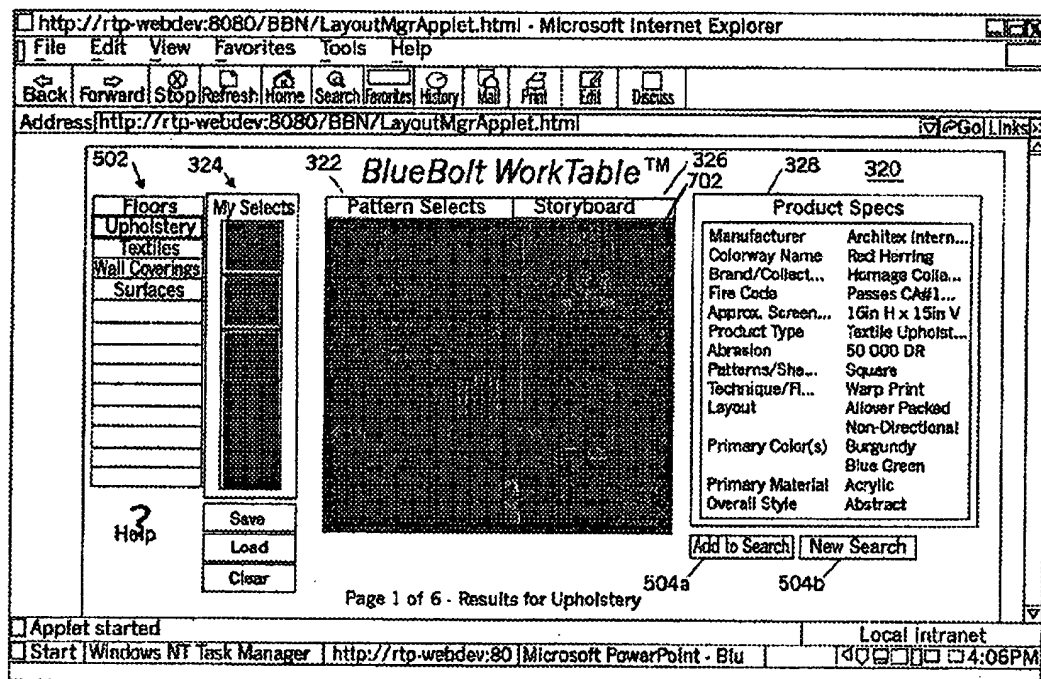 http://rtp-webdev:8080/BBN/LayoutMgrApplet.html - Microsoft Internet Explorer
File Edit View Favorites Tools Help
Back Forward Stop Refresh Home Search Favorites History Mail Print Edit Discuss
Address http://rtp-webdev:8080/BBN/LayoutMgrApplet.html Go Links
502 324 322 BlueBolt WorkTable™ 326 702 328 320
Floors
Upholstery
Textiles
Wall Coverings
Surfaces
?
Help
My Selects
Save
Load
Clear
Pattern Selects Storyboard
Page 1 of 6 - Results for Upholstery
Product Specs
Manufacturer Architex Intern...
Colorway Name Red Herring
Brand/Collect... Homage Colle...
Fire Code Passes CA#1...
Approx. Screen... 16in H x 15in V
Product Type Textile Upholst...
Abrasion 50 000 DR
Patterns/She... Square
Technique/Fi... Warp Print
Layout Allover Packed
Non-Directional
Primary Color(s) Burgundy
Blue Green
Primary Material Acrylic
Overall Style Abstract
Add to Search New Search
504a 504b
Applet started Local intranet
Start Windows NT Task Manager http://rtp-webdev:80 Microsoft PowerPoint - Blu 4:06PM